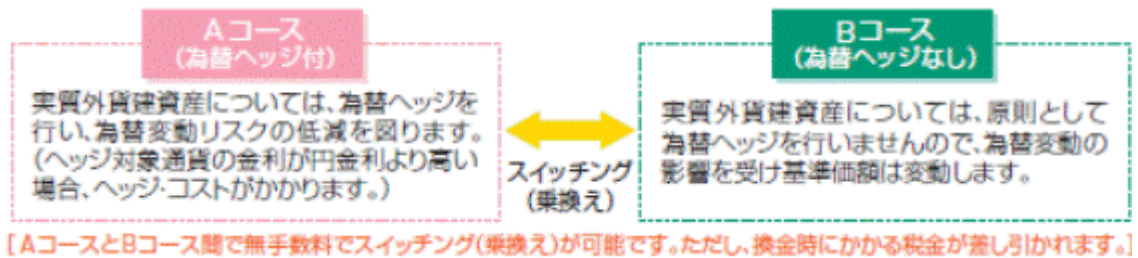 Aコース
(為替ヘッジ付)
実質外貨建資産については、為替ヘッジを
行い、為替変動リスクの低減を図ります。
(ヘッジ対象通貨の金利が円金利より高い
場合、ヘッジ・コストがかかります。)
スイッチング
(乗換え)
Bコース
(為替ヘッジなし)
実質外貨建資産については、原則として
為替ヘッジを行いませんので、為替変動の
影響を受け基準価額は変動します。
[AコースとBコース間で無手数料でスイッチング(乗換え)が可能です。ただし、換金時にかかる税金が差し引かれます。]